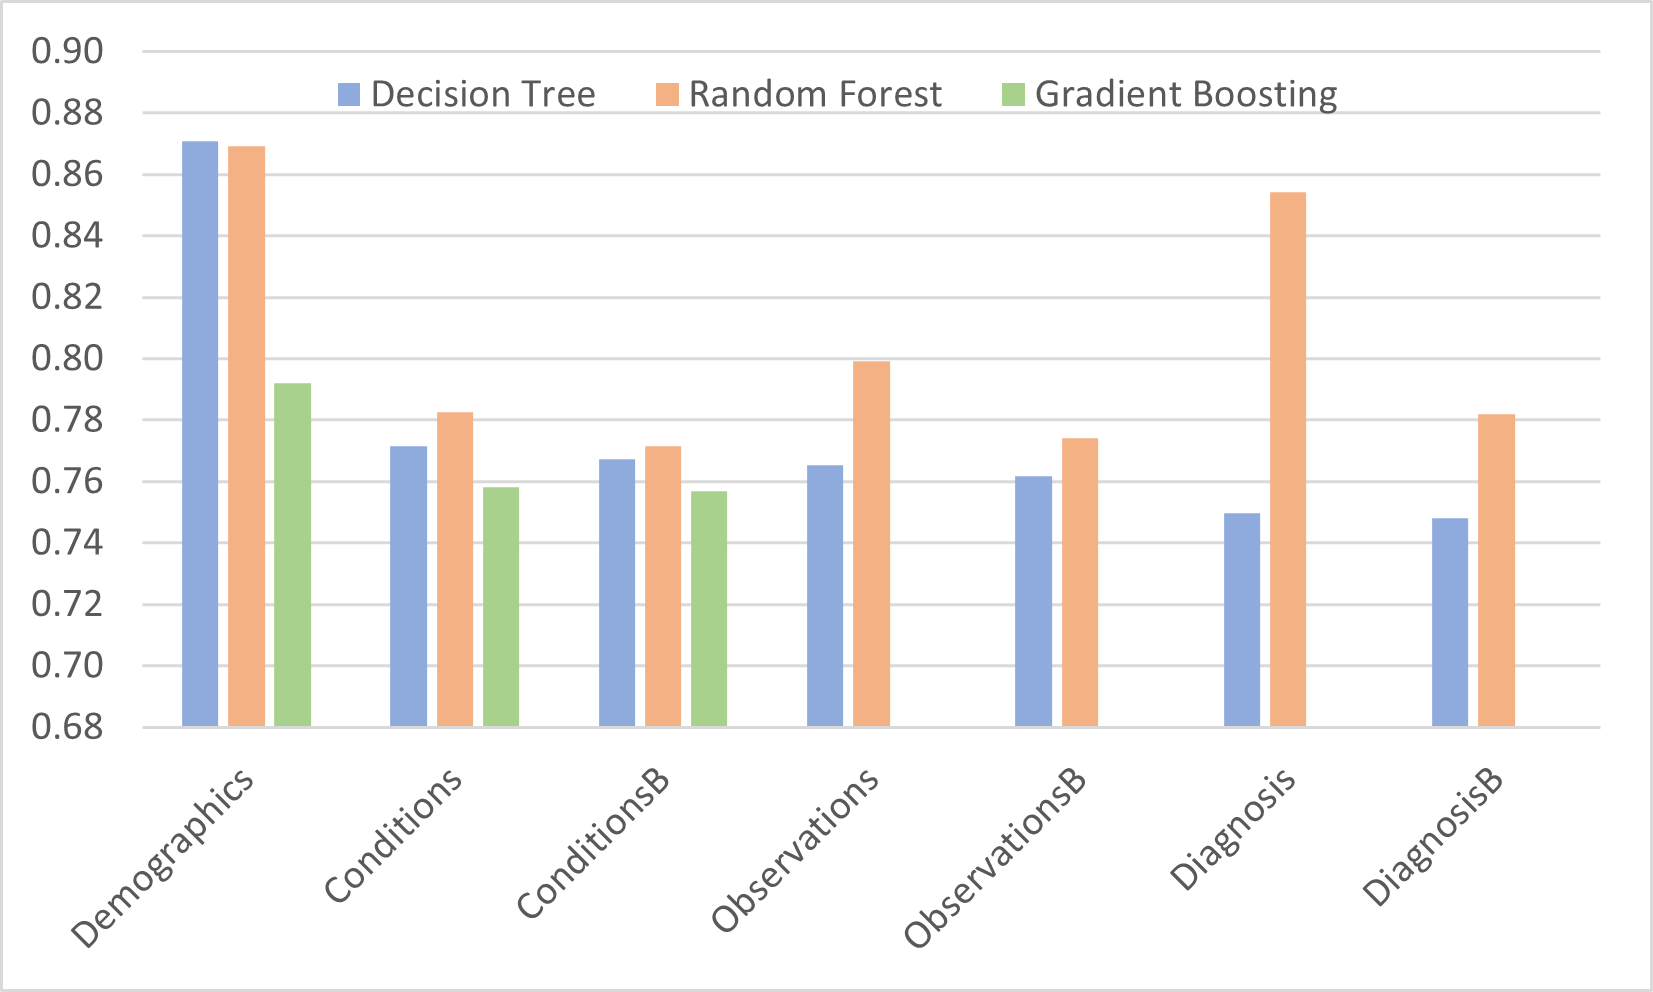 0.90
Decision Tree Random Forest Gradient Boosting
0.88
0.86
0.84
0.82
0.80
0.78
0.76
0.74
0.72
0.70
0.68
Demographics
Conditions
ConditionsB
Observations
ObservationsB
Diagnosis
DiagnosisB